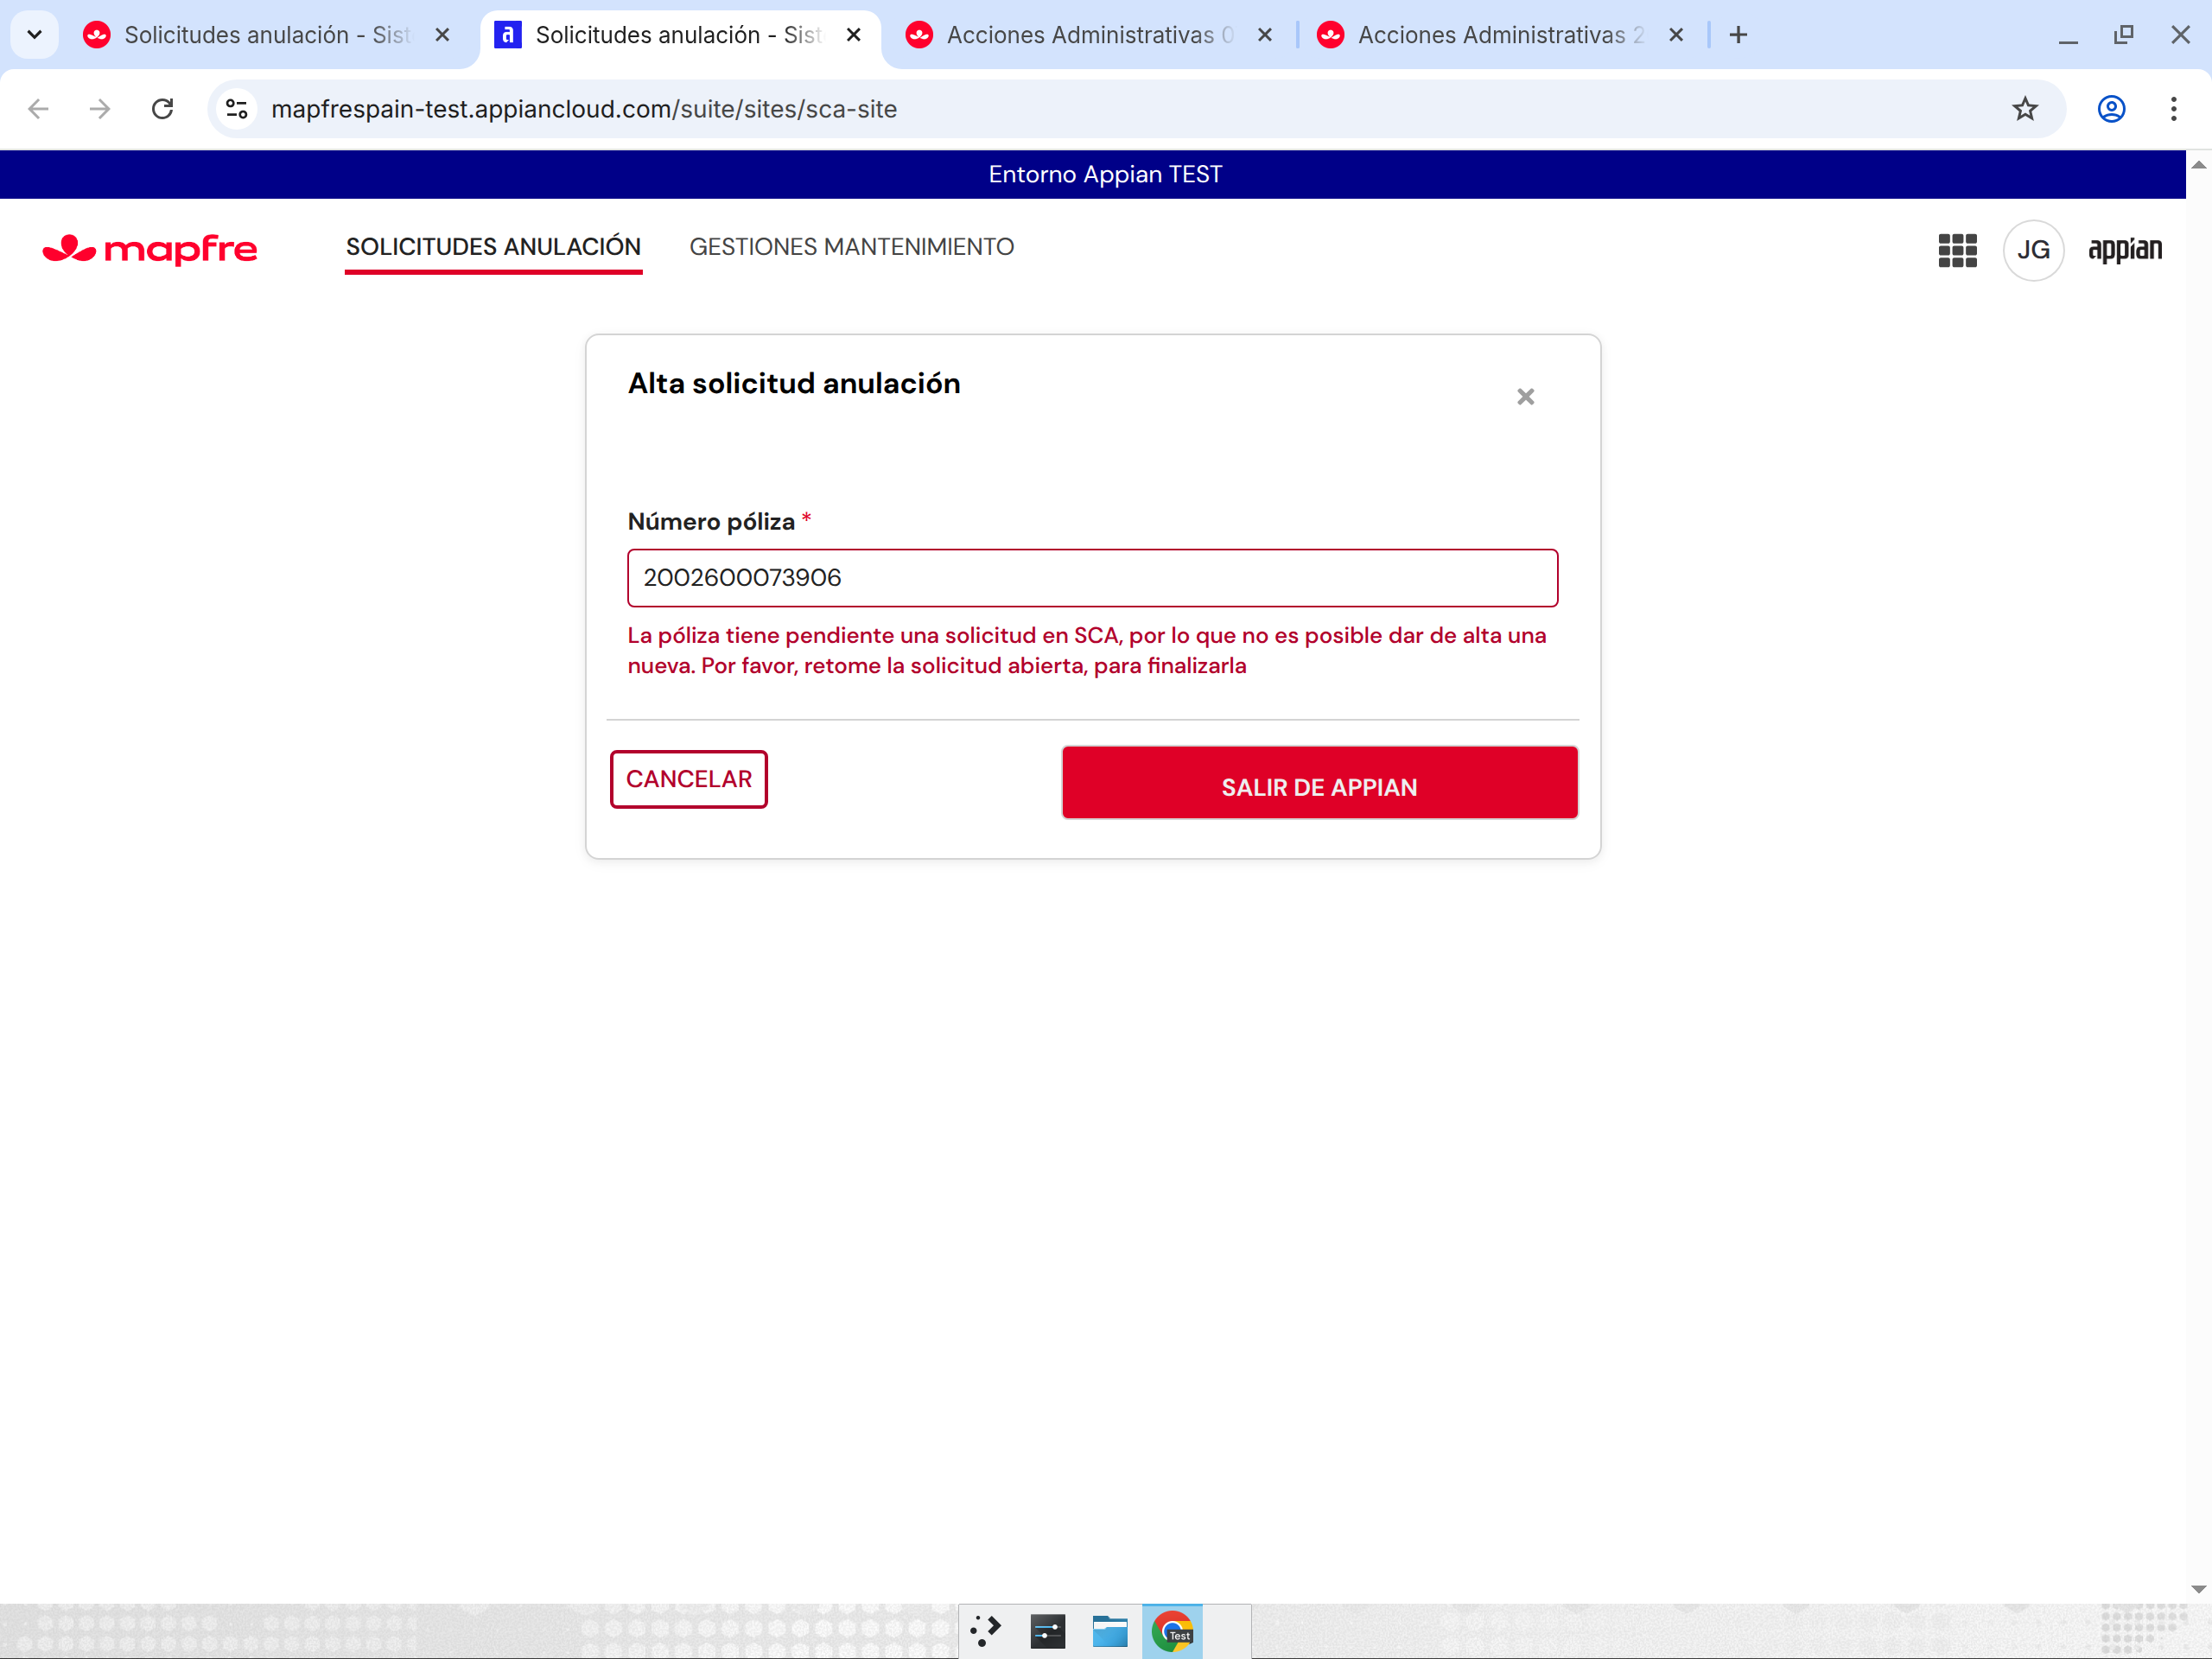 Solicitudes anulación - Sist
Solicitudes anulación - Sist
Acciones Administrativas 0
Acciones Administrativas 2
mapfrespain-test.appiancloud.com/suite/sites/sca-site
Entorno Appian TEST
mapfre
SOLICITUDES ANULACIÓN
GESTIONES MANTENIMIENTO
JG
appian
Alta solicitud anulación
Número póliza *
2002600073906
La póliza tiene pendiente una solicitud en SCA, por lo que no es posible dar de alta una
nueva. Por favor, retome la solicitud abierta, para finalizarla
CANCELAR
SALIR DE APPIAN
Test